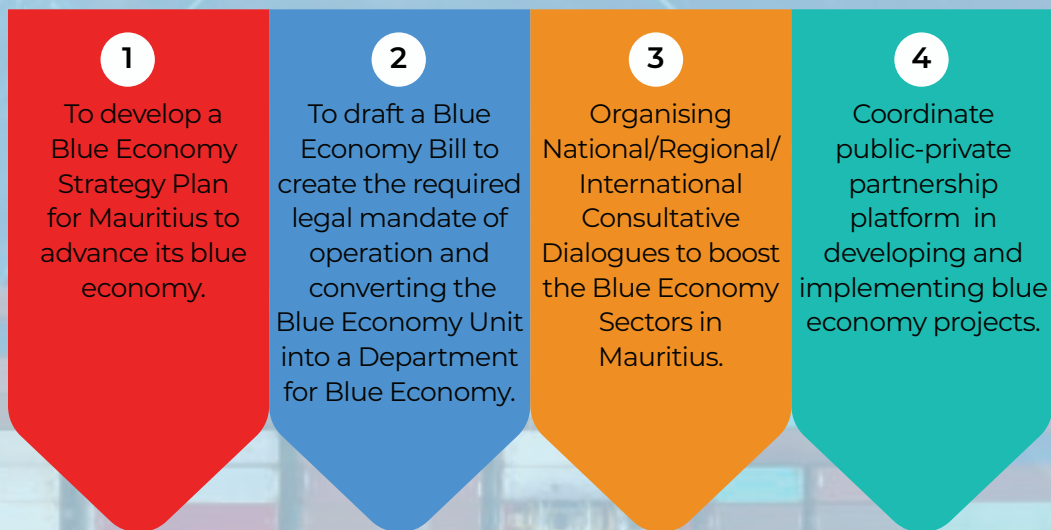 1
To develop a
Blue Economy
Strategy Plan
for Mauritius to
advance its blue
economy.
2
To draft a Blue
Economy Bill to
create the required
legal mandate of
operation and
converting the
Blue Economy Unit
into a Department
for Blue Economy.
3
Organising
National/Regional/
International
Consultative
Dialogues to boost
the Blue Economy
Sectors in
Mauritius.
4
Coordinate
public-private
partnership
platform in
developing and
implementing blue
economy projects.